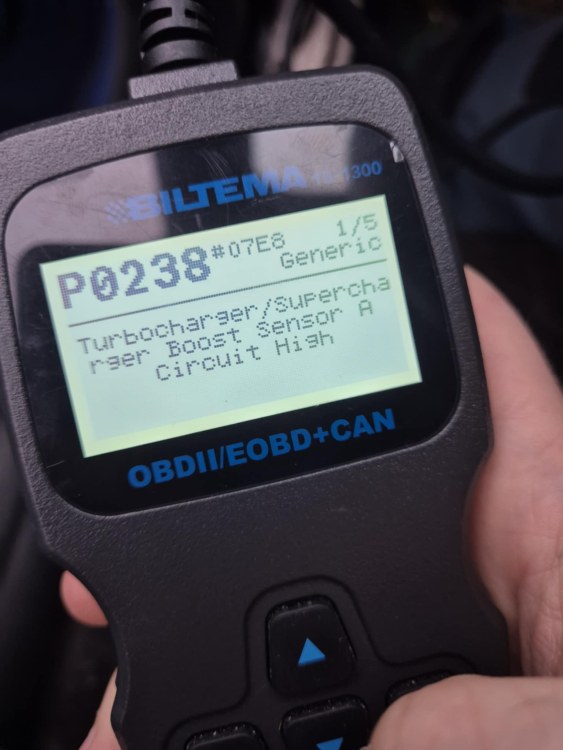 BILTEMA
P0238 #07E8 1/5
Generic
Turbocharger/Supercha
rger Boost Sensor A
Circuit High
OBDII/EOBD+CAN